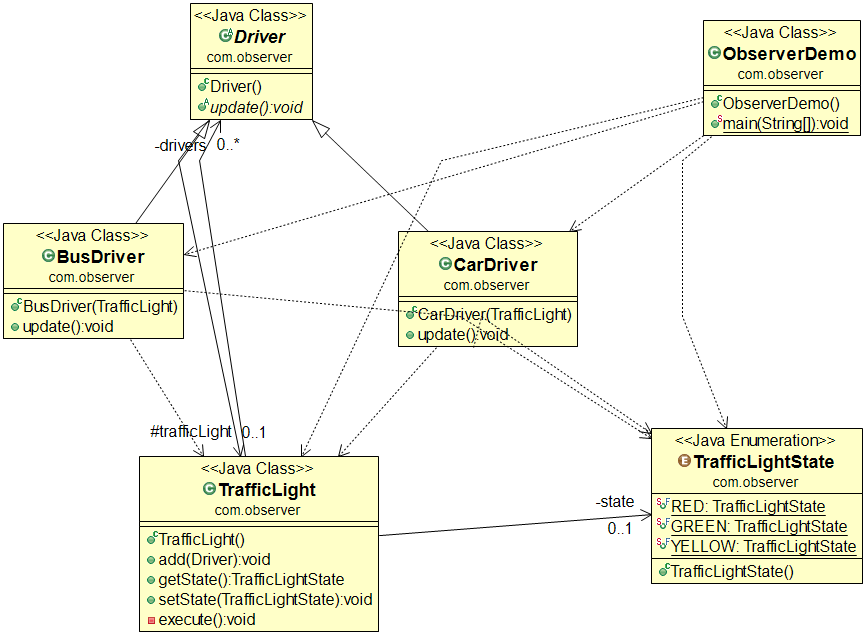 <<Java Class>>
Driver
com.observer
Driver()
update():void
<<Java Class>>
ObserverDemo
com.observer
ObserverDemo()
main(String[]):void
-drivers 0..*
<<Java Class>>
BusDriver
com.observer
BusDriver(TrafficLight)
update():void
<<Java Class>>
CarDriver
com.observer
CarDriver(TrafficLight)
update():void
#trafficLight 0..1
<<Java Class>>
TrafficLight
com.observer
TrafficLight()
add(Driver):void
getState():TrafficLightState
setState(TrafficLightState):void
execute():void
-state
0..1
<<Java Enumeration>>
TrafficLightState
com.observer
RED: TrafficLightState
GREEN: TrafficLightState
YELLOW: TrafficLightState
TrafficLightState()